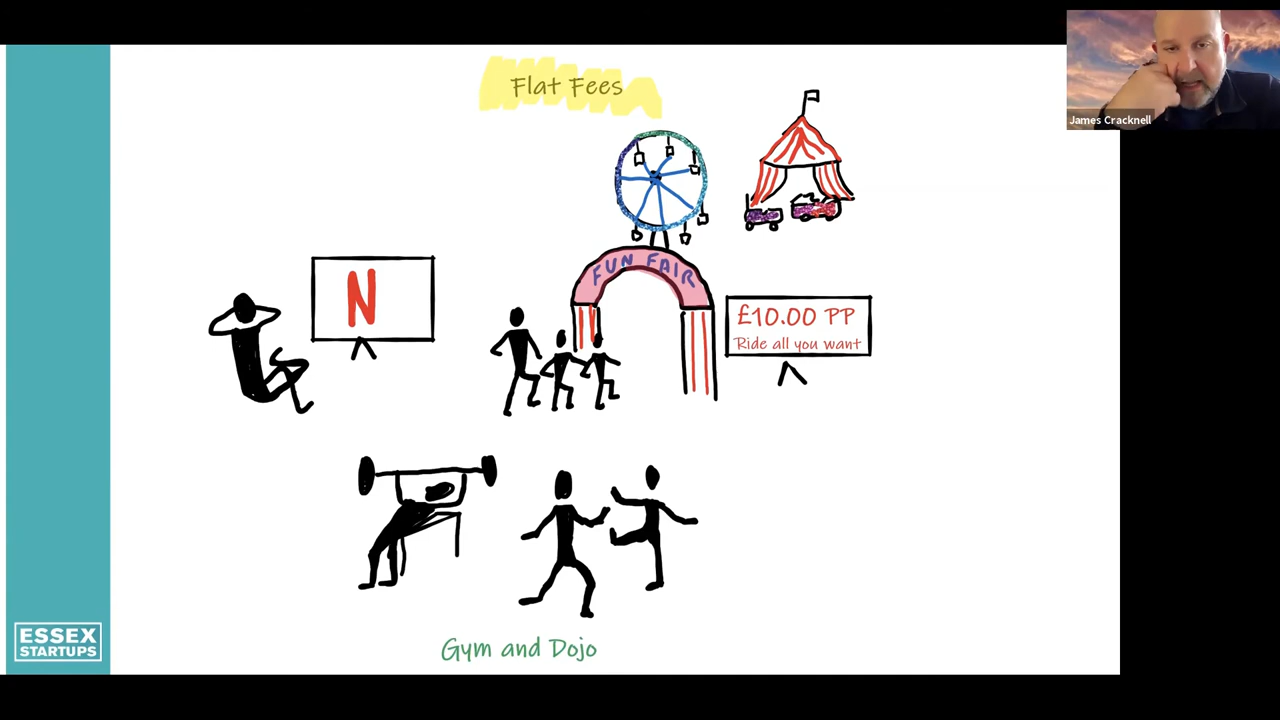 Flat Fees
James Cracknell
FUN FAIR
N
£10.00 PP
Ride all you want
Gym and Dojo
ESSEX
STARTUPS